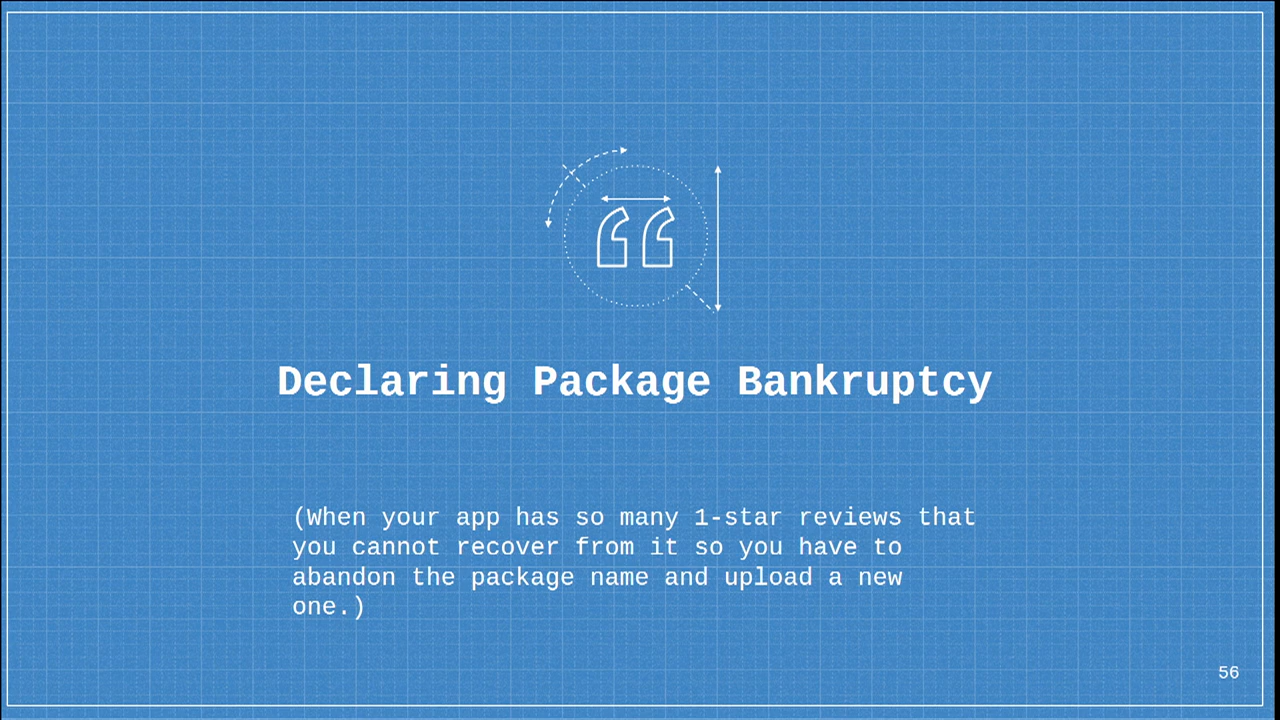 Declaring Package Bankruptcy
(When your app has so many 1-star reviews that
you cannot recover from it so you have to
abandon the package name and upload a new
one.)
56